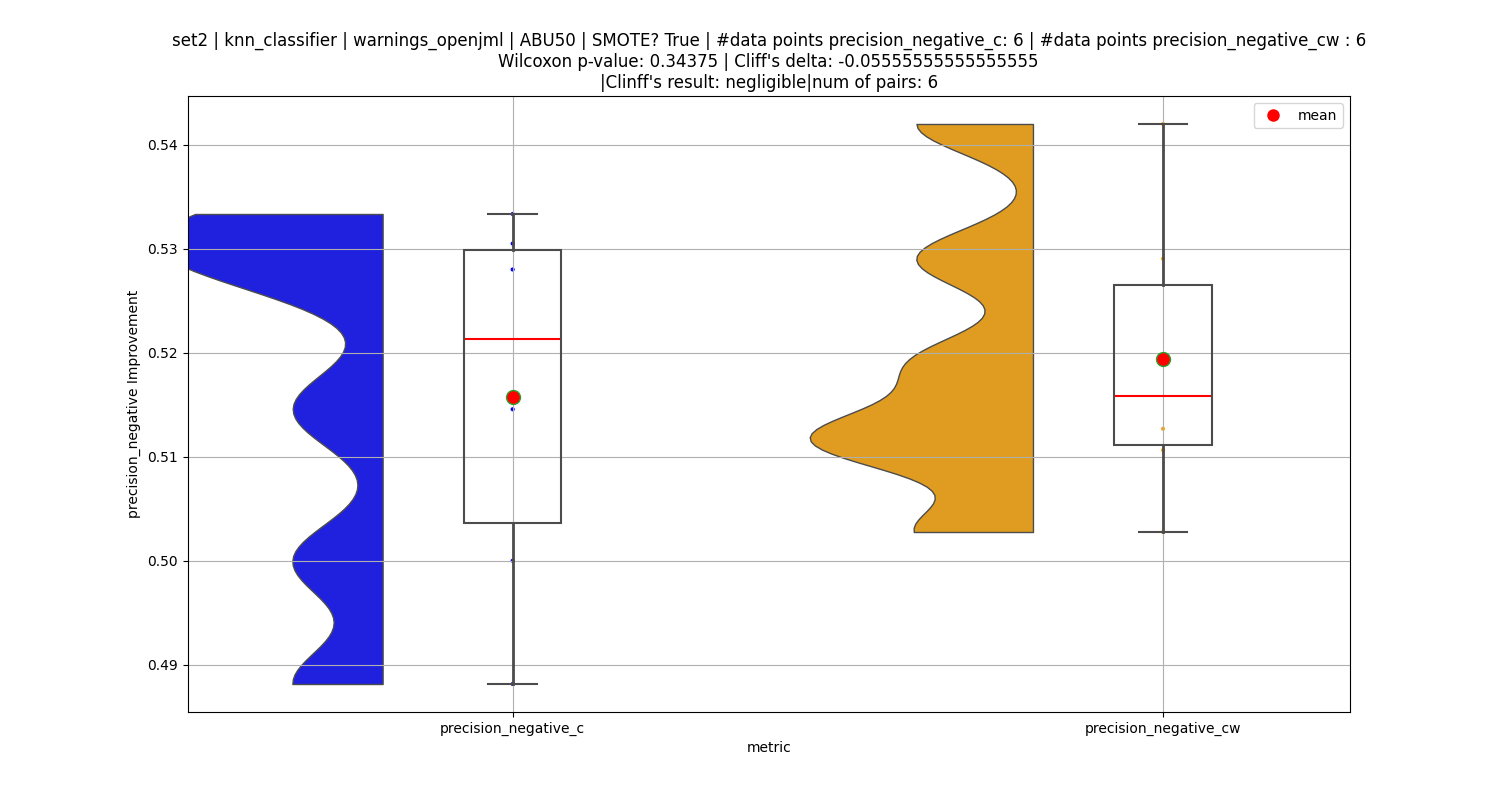 set2 | knn_classifier | warnings_openjml | ABU50 | SMOTE? True | #data points precision_negative_c: 6 | #data points precision_negative_cw : 6
Wilcoxon p-value: 0.34375 | Cliff's delta: -0.05555555555555555
|Clinff's result: negligible|num of pairs: 6
mean
0.54
0.53
0.52
0.51
0.50
0.49
precision_negative Improvement
precision_negative_c
precision_negative_cw
metric